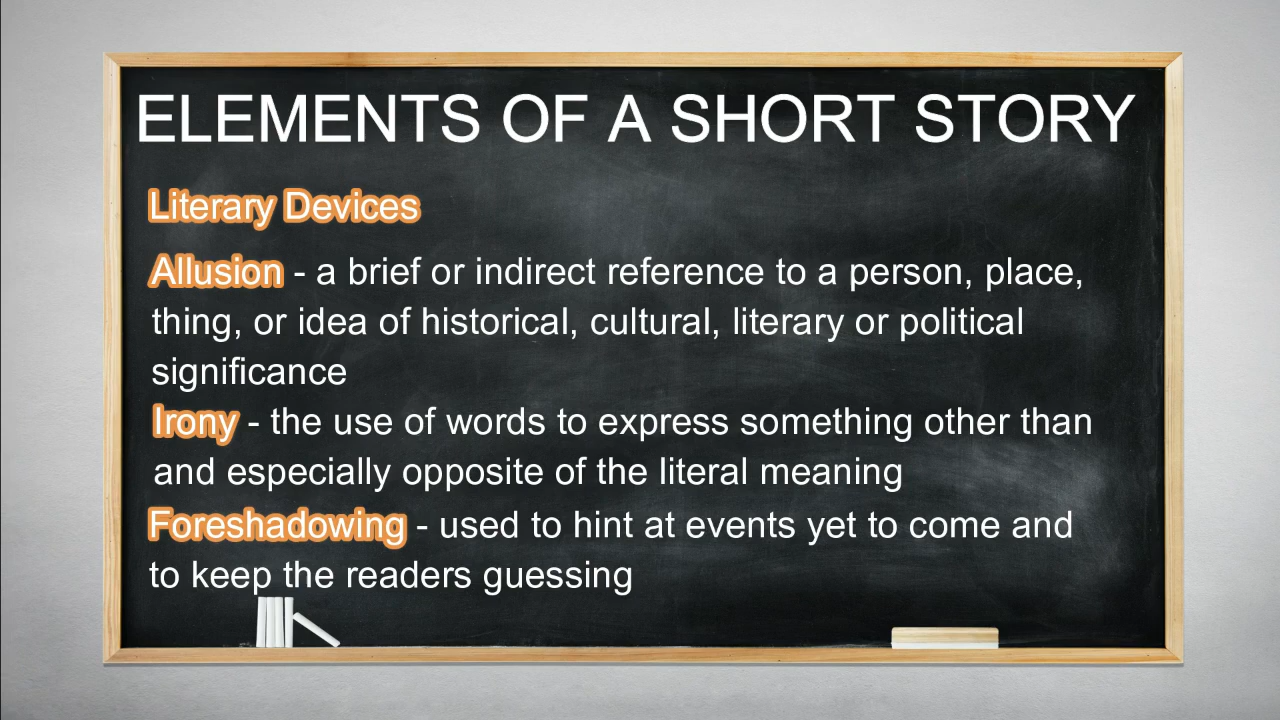 ELEMENTS OF A SHORT STORY
Literary Devices
Allusion - a brief or indirect reference to a person, place,
thing, or idea of historical, cultural, literary or political
significance
Irony - the use of words to express something other than
and especially opposite of the literal meaning
Foreshadowing - used to hint at events yet to come and
to keep the readers guessing